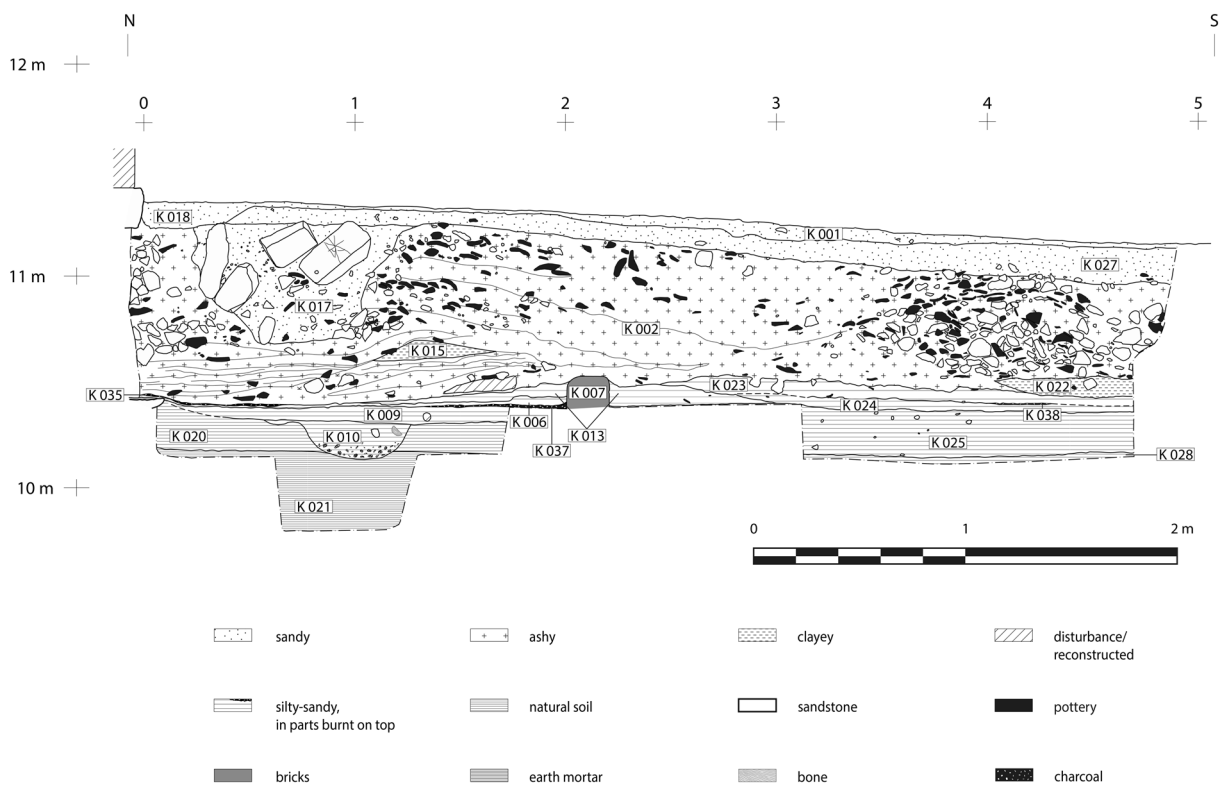 N
S
12 m
0
1
2
3
4
5
K 018
K 001
K 027
11 m
K 017
K 002
K 015
K 035
K 007
K 023
K 022
K 009
K 006
K 024
K 038
K 020
K 010
K 013
K 025
K 037
K 028
10 m
K 021
0
1
2 m
sandy
ashy
clayey
disturbance/
reconstructed
silty-sandy,
in parts burnt on top
natural soil
sandstone
pottery
bricks
earth mortar
bone
charcoal